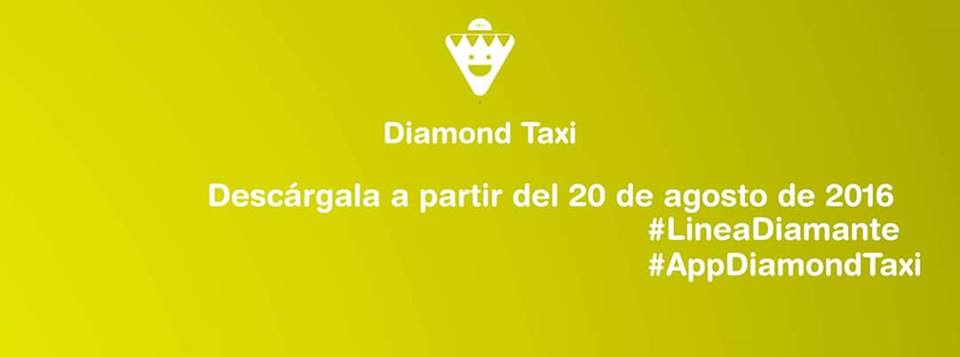 Diamond Taxi
Descárgala a partir del 20 de agosto de 2016
#LineaDiamante
#AppDiamondTaxi